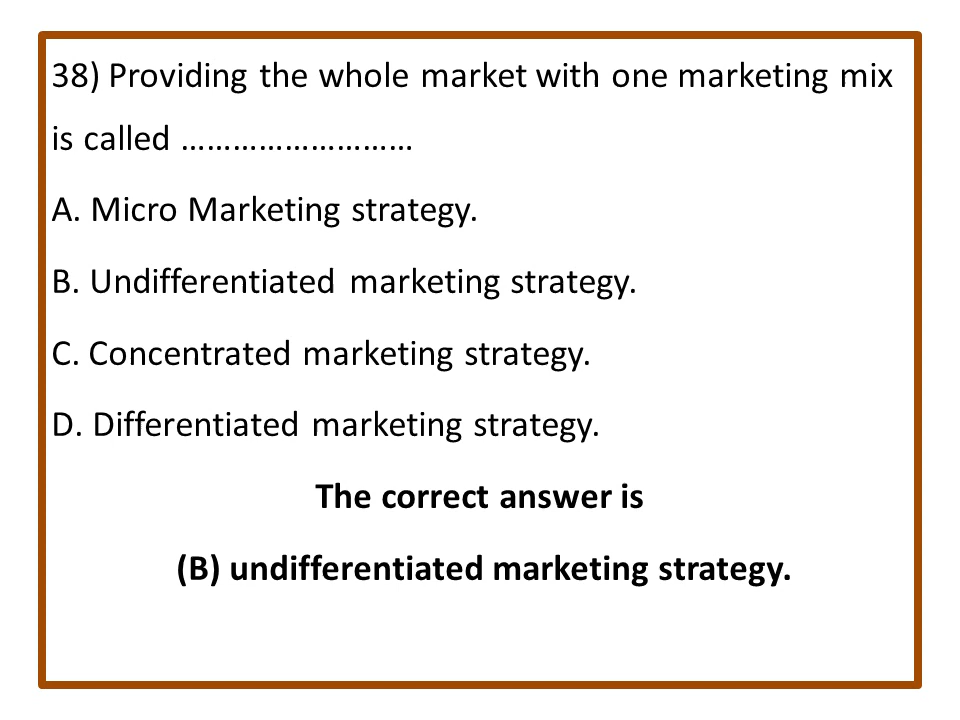 38) Providing the whole market with one marketing mix
is called ………………………
A. Micro Marketing strategy.
B. Undifferentiated marketing strategy.
C. Concentrated marketing strategy.
D. Differentiated marketing strategy.
The correct answer is
(B) undifferentiated marketing strategy.